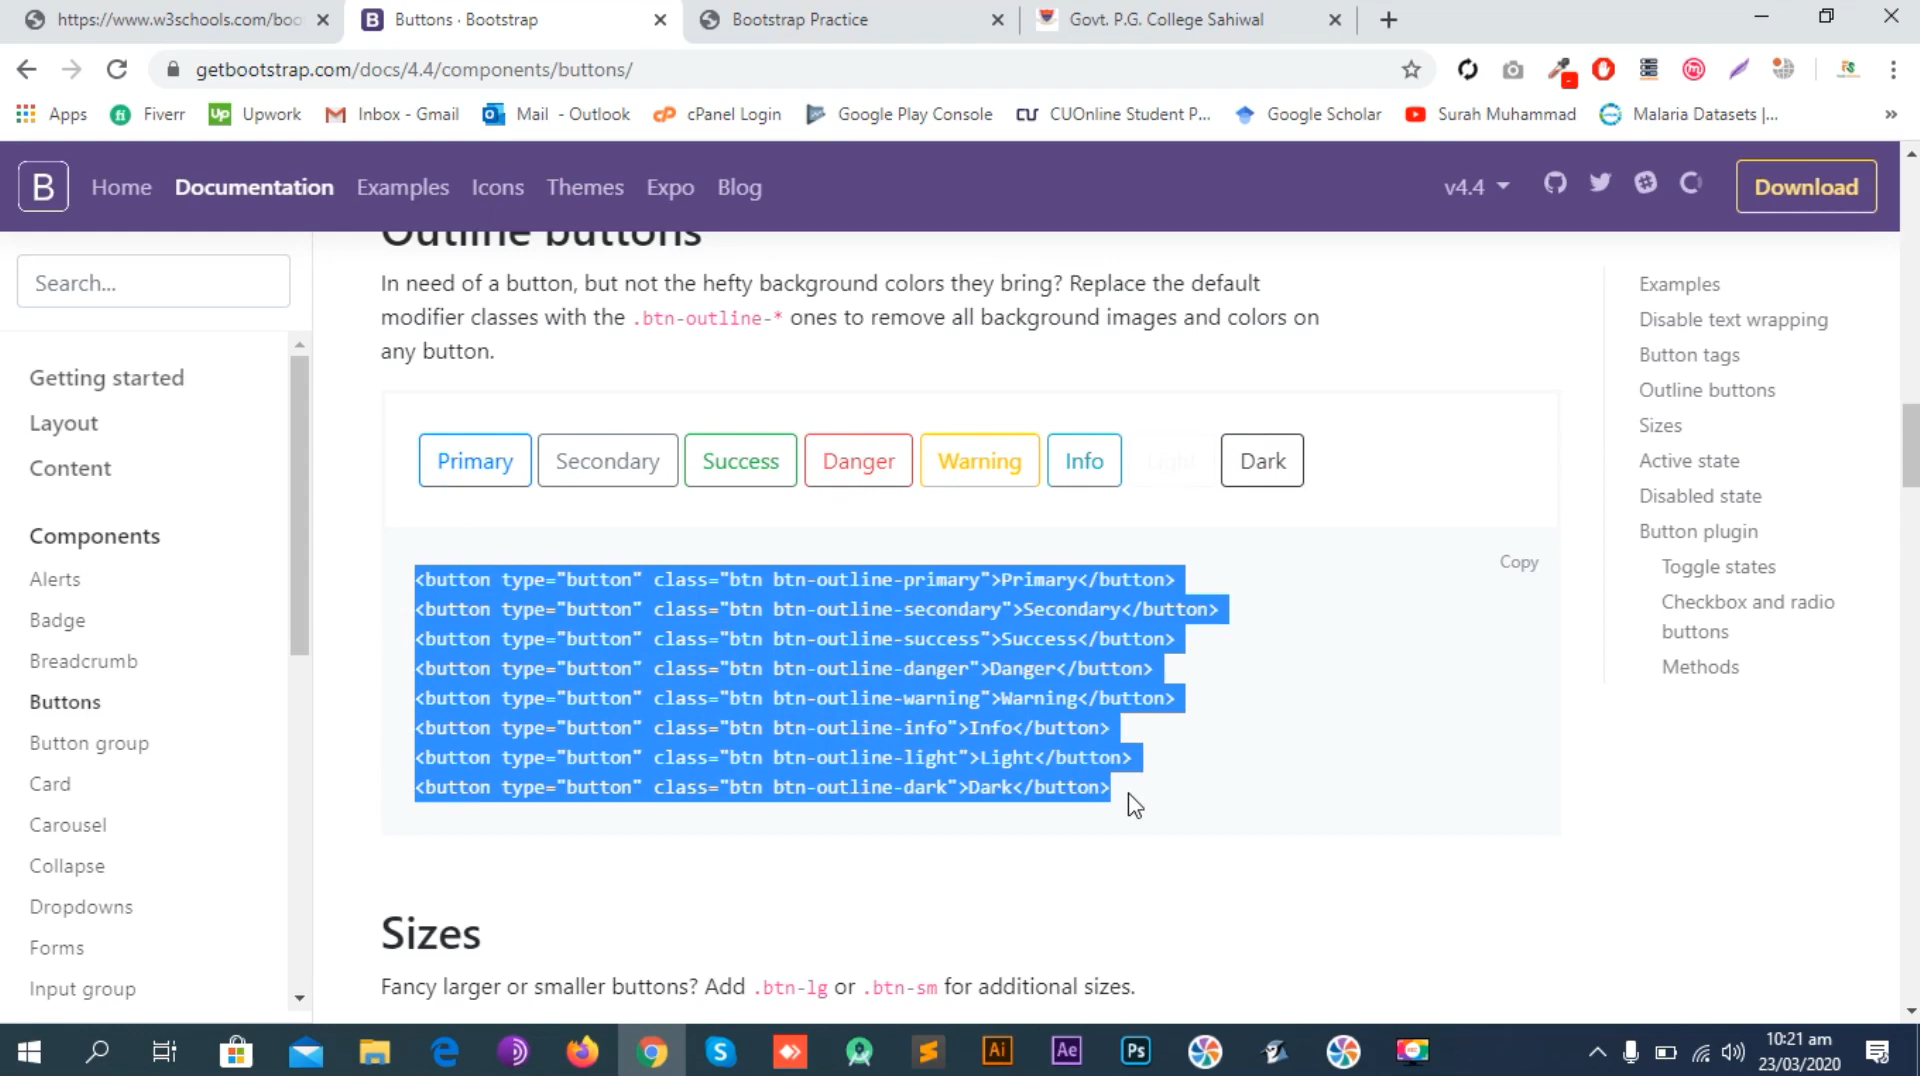 https://www.w3schools.com/boo
Buttons · Bootstrap
Bootstrap Practice
Govt. P.G. College Sahiwal
getbootstrap.com/docs/4.4/components/buttons/
Apps
Fiverr
Upwork
Inbox - Gmail
Mail - Outlook
cPanel Login
Google Play Console
CUOnline Student P...
Google Scholar
Surah Muhammad
Malaria Datasets |...
»
B
Home
Documentation
Examples
Icons
Themes
Expo
Blog
v4.4
Download
Search...
Getting started
Layout
Content
Components
Alerts
Badge
Breadcrumb
Buttons
Button group
Card
Carousel
Collapse
Dropdowns
Forms
Input group
Outline buttons
In need of a button, but not the hefty background colors they bring? Replace the default
modifier classes with the .btn-outline-* ones to remove all background images and colors on
any button.
Primary
Secondary
Success
Danger
Warning
Info
Light
Dark
Copy
<button type="button" class="btn btn-outline-primary">Primary</button>
<button type="button" class="btn btn-outline-secondary">Secondary</button>
<button type="button" class="btn btn-outline-success">Success</button>
<button type="button" class="btn btn-outline-danger">Danger</button>
<button type="button" class="btn btn-outline-warning">Warning</button>
<button type="button" class="btn btn-outline-info">Info</button>
<button type="button" class="btn btn-outline-light">Light</button>
<button type="button" class="btn btn-outline-dark">Dark</button>
Sizes
Fancy larger or smaller buttons? Add .btn-lg or .btn-sm for additional sizes.
Examples
Disable text wrapping
Button tags
Outline buttons
Sizes
Active state
Disabled state
Button plugin
Toggle states
Checkbox and radio
buttons
Methods
Ai
Ae
Ps
10:21 am
23/03/2020